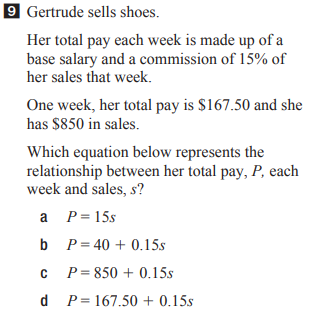 9 Gertrude sells shoes.
Her total pay each week is made up of a
base salary and a commission of 15% of
her sales that week.
One week, her total pay is $167.50 and she
has $850 in sales.
Which equation below represents the
relationship between her total pay, P, each
week and sales, s?
a P = 15s
b P = 40 + 0.15s
c P = 850 + 0.15s
d P = 167.50 + 0.15s